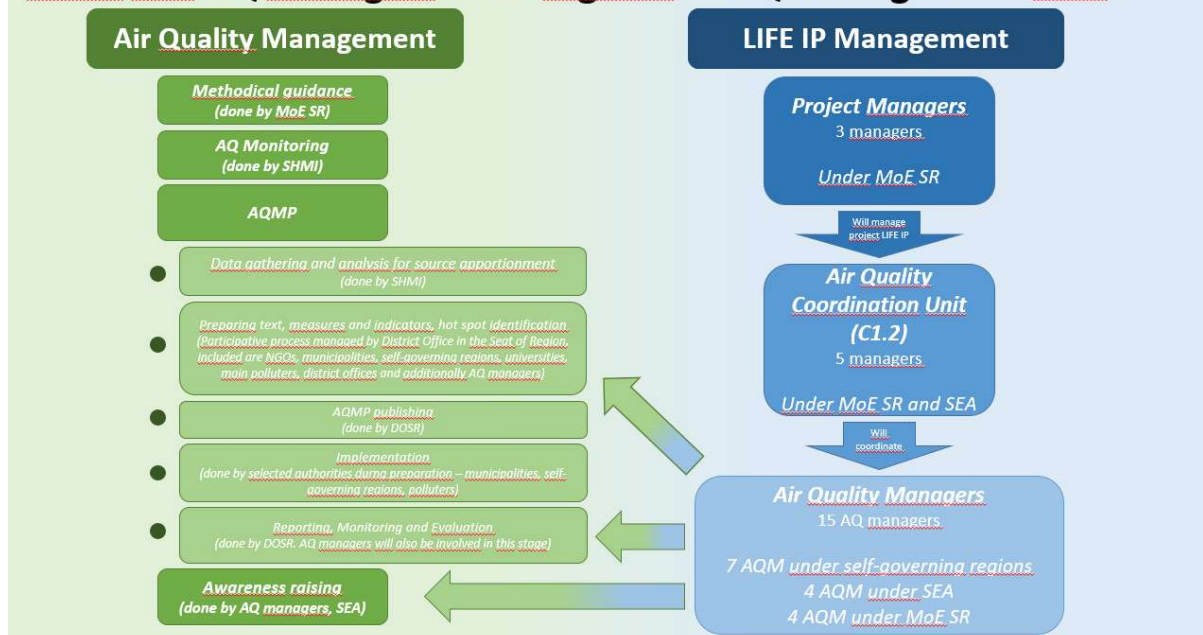 Air Quality Management
Methodical guidance
(done by MoE SR)
AQ Monitoring
(done by SHMI)
AQMP
Data gathering and analysis for source apportionment
(done by SHMI)
Preparing text, measures and indicators, hot spot identification
(Participative process managed by District Office in the Seat of Region,
included are NGOs, municipalities, self-governing regions, universities,
main polluters, district offices and additionally AQ managers)
AQMP publishing
(done by DOSR)
Implementation
(done by selected authorities during preparation – municipalities, self-
governing regions, polluters)
Reporting, Monitoring and Evaluation
(done by DOSR. AQ managers will also be involved in this stage)
Awareness raising
(done by AQ managers, SEA)
LIFE IP Management
Project Managers
3 managers
Under MoE SR
Will manage
project LIFE IP
Air Quality
Coordination Unit
(C1.2)
5 managers
Under MoE SR and SEA
Will
coordinate
Air Quality Managers
15 AQ managers
7 AQM under self-governing regions
4 AQM under SEA
4 AQM under MoE SR